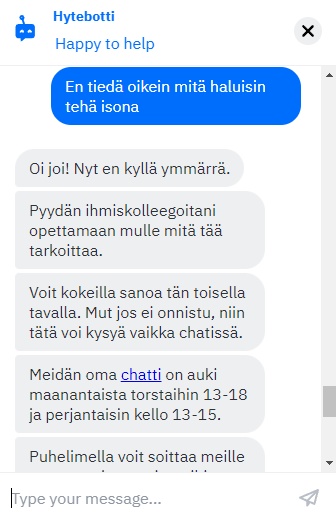 Hytebotti
Happy to help
En tiedä oikein mitä haluisin
tehä isona
Oi joi! Nyt en kyllä ymmärrä.
Pyydän ihmiskolleegoitani
opettamaan mulle mitä tää
tarkoittaa.
Voit kokeilla sanoa tän toisella
tavalla. Mut jos ei onnistu, niin
tätä voi kysyä vaikka chatissä.
Meidän oma chatti on auki
maanantaista torstaihin 13-18
ja perjantaisin kello 13-15.
Puhelimella voit soittaa meille
Type your message...